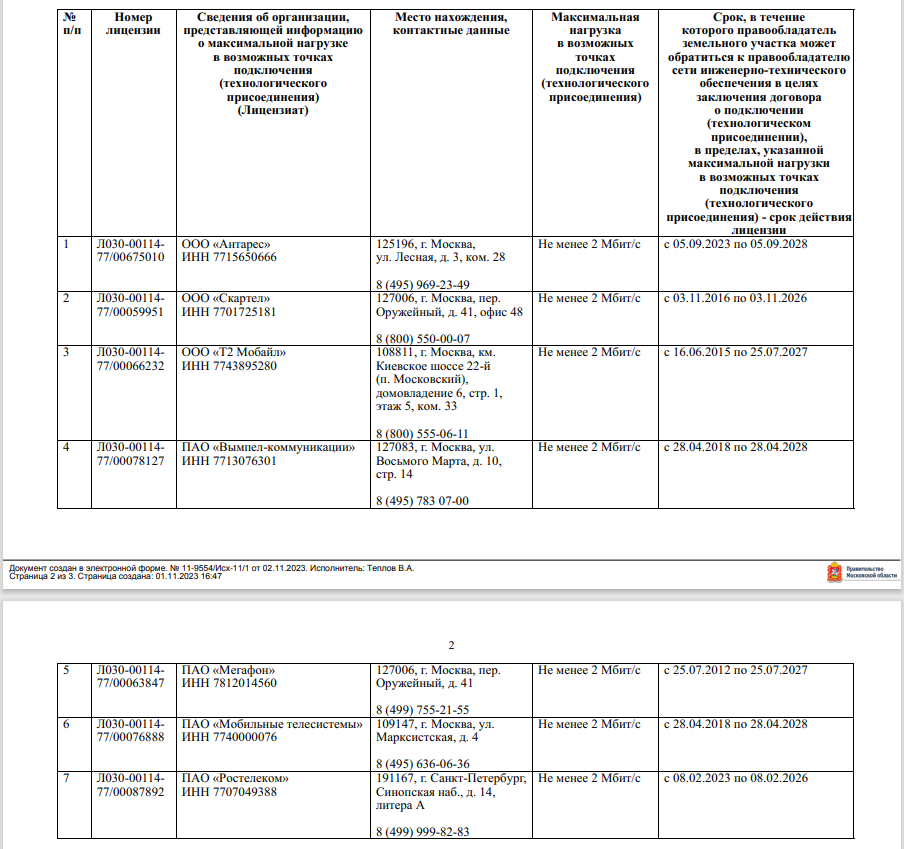 №
п/п
Номер
лицензии
Сведения об организации,
представляющей информацию
о максимальной нагрузке
в возможных точках
подключения
(технологического
присоединения)
(Лицензиат)
Место нахождения,
контактные данные
Максимальная
нагрузка
в возможных
точках
подключения
(технологического
присоединения)
Срок, в течение
которого правообладатель
земельного участка может
обратиться к правообладателю
сети инженерно-технического
обеспечения в целях
заключения договора
о подключении
(технологическом
присоединении),
в пределах, указанной
максимальной нагрузки
в возможных точках
подключения
(технологического
присоединения) - срок действия
лицензии
1
Л030-00114-
77/00675010
ООО «Антарес»
ИНН 7715650666
125196, г. Москва,
ул. Лесная, д. 3, ком. 28
8 (495) 969-23-49
Не менее 2 Мбит/с
с 05.09.2023 по 05.09.2028
2
Л030-00114-
77/00059951
ООО «Скартел»
ИНН 7701725181
127006, г. Москва, пер.
Оружейный, д. 41, офис 48
8 (800) 550-00-07
Не менее 2 Мбит/с
с 03.11.2016 по 03.11.2026
3
Л030-00114-
77/00066232
ООО «Т2 Мобайл»
ИНН 7743895280
108811, г. Москва, км.
Киевское шоссе 22-й
(п. Московский),
домовладение 6, стр. 1,
этаж 5, ком. 33
8 (800) 555-06-11
Не менее 2 Мбит/с
с 16.06.2015 по 25.07.2027
4
Л030-00114-
77/00078127
ПАО «Вымпел-коммуникации»
ИНН 7713076301
127083, г. Москва, ул.
Восьмого Марта, д. 10,
стр. 14
8 (495) 783 07-00
Не менее 2 Мбит/с
с 28.04.2018 по 28.04.2028
Документ создан в электронной форме. № 11-9554/Исх-11/1 от 02.11.2023. Исполнитель: Теплов В.А.
Страница 2 из 3. Страница создана: 01.11.2023 16:47
Правительство
Московской области
2
5
Л030-00114-
77/00063847
ПАО «Мегафон»
ИНН 7812014560
127006, г. Москва, пер.
Оружейный, д. 41
8 (499) 755-21-55
Не менее 2 Мбит/с
с 25.07.2012 по 25.07.2027
6
Л030-00114-
77/00076888
ПАО «Мобильные телесистемы»
ИНН 7740000076
109147, г. Москва, ул.
Марксистская, д. 4
8 (495) 636-06-36
Не менее 2 Мбит/с
с 28.04.2018 по 28.04.2028
7
Л030-00114-
77/00087892
ПАО «Ростелеком»
ИНН 7707049388
191167, г. Санкт-Петербург,
Синопская наб., д. 14,
литера А
8 (499) 999-82-83
Не менее 2 Мбит/с
с 08.02.2023 по 08.02.2026